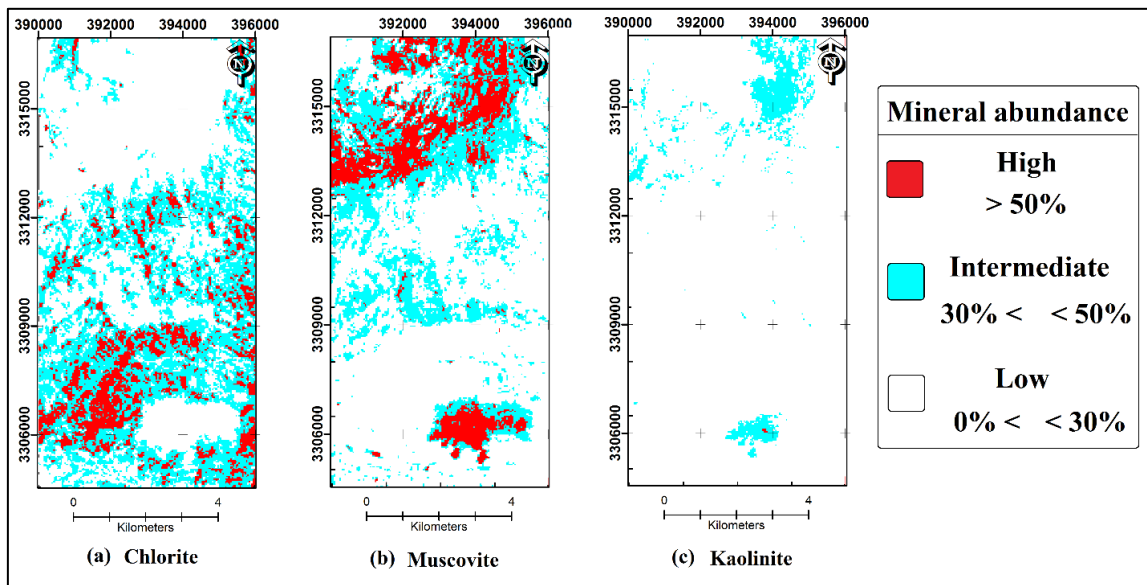 390000 392000 394000 396000
3315000
3312000
3309000
3306000
N
0 4
Kilometers
(a) Chlorite
392000 394000 396000
3315000
3312000
3309000
3306000
N
0 4
Kilometers
(b) Muscovite
390000 392000 394000 396000
3315000
3312000
3309000
3306000
N
0 4
Kilometers
(c) Kaolinite
Mineral abundance
High
> 50%
Intermediate
30% < < 50%
Low
0% < < 30%